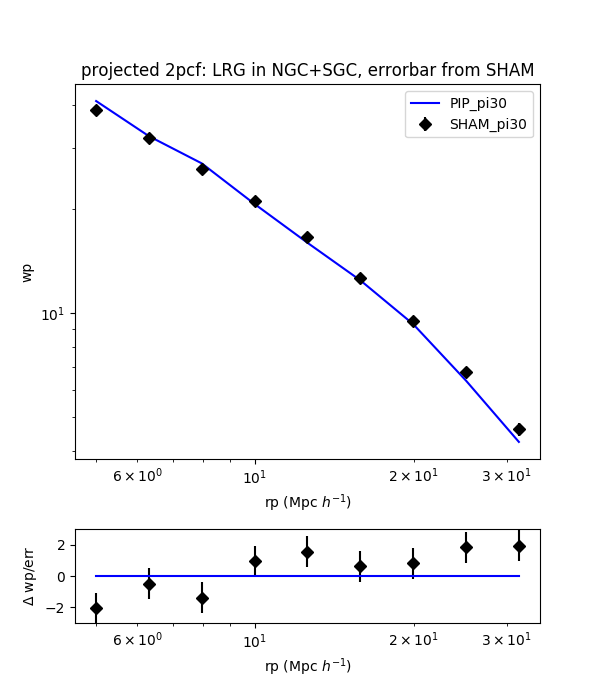 projected 2pcf: LRG in NGC+SGC, errorbar from SHAM
PIP_pi30
SHAM_pi30
wp
10¹
6 × 10⁰
10¹
2 × 10¹
3 × 10¹
rp (Mpc h⁻¹)
Δ wp/err
2
0
−2
6 × 10⁰
10¹
2 × 10¹
3 × 10¹
rp (Mpc h⁻¹)